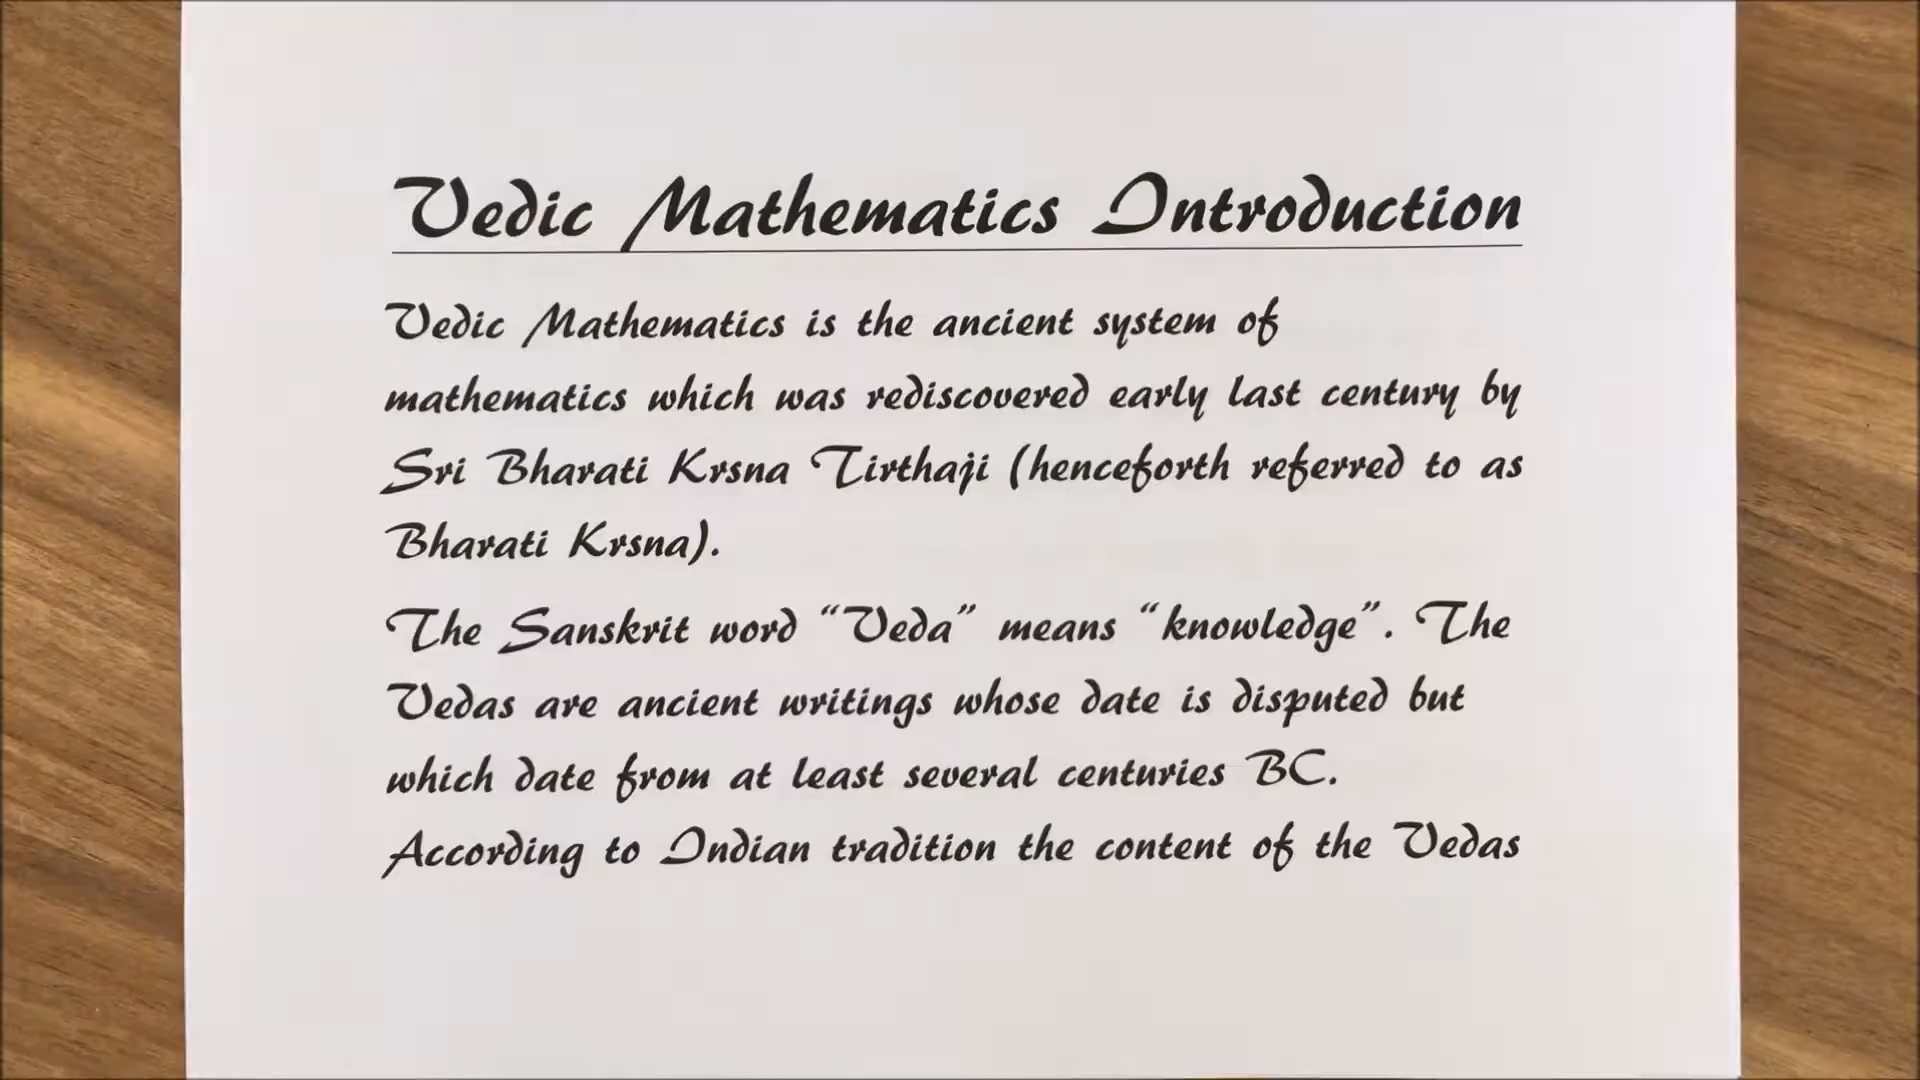 Vedic Mathematics Introduction
Vedic Mathematics is the ancient system of
mathematics which was rediscovered early last century by
Sri Bharati Krsna Tirthaji (henceforth referred to as
Bharati Krsna).
The Sanskrit word “Veda” means “knowledge”. The
Vedas are ancient writings whose date is disputed but
which date from at least several centuries BC.
According to Indian tradition the content of the Vedas